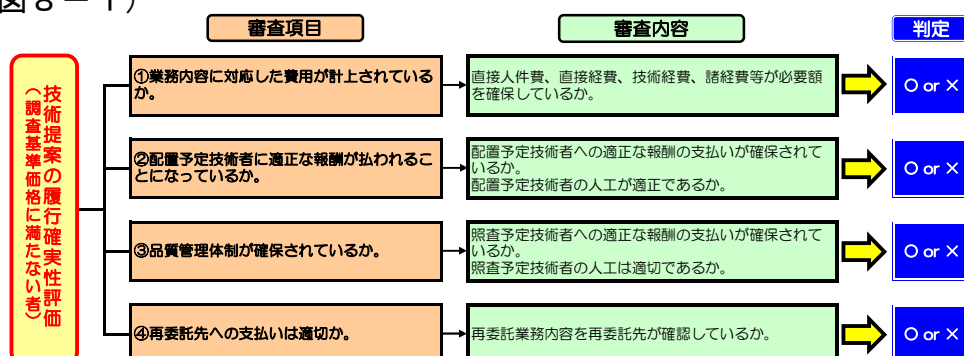 図８－１）
審査項目
審査内容
判定
技術提案の履行確実性評価
（調査基準価格に満たない者）
①業務内容に対応した費用が計上されている
か。
直接人件費、直接経費、技術経費、諸経費等が必要額
を確保しているか。
○ or ×
②配置予定技術者に適正な報酬が払われるこ
とになっているか。
配置予定技術者への適正な報酬の支払いが確保されて
いるか。
配置予定技術者の人工が適正であるか。
○ or ×
③品質管理体制が確保されているか。
照査予定技術者への適正な報酬の支払いが確保されて
いるか。
照査予定技術者の人工は適切であるか。
○ or ×
④再委託先への支払いは適切か。
再委託業務内容を再委託先が確認しているか。
○ or ×